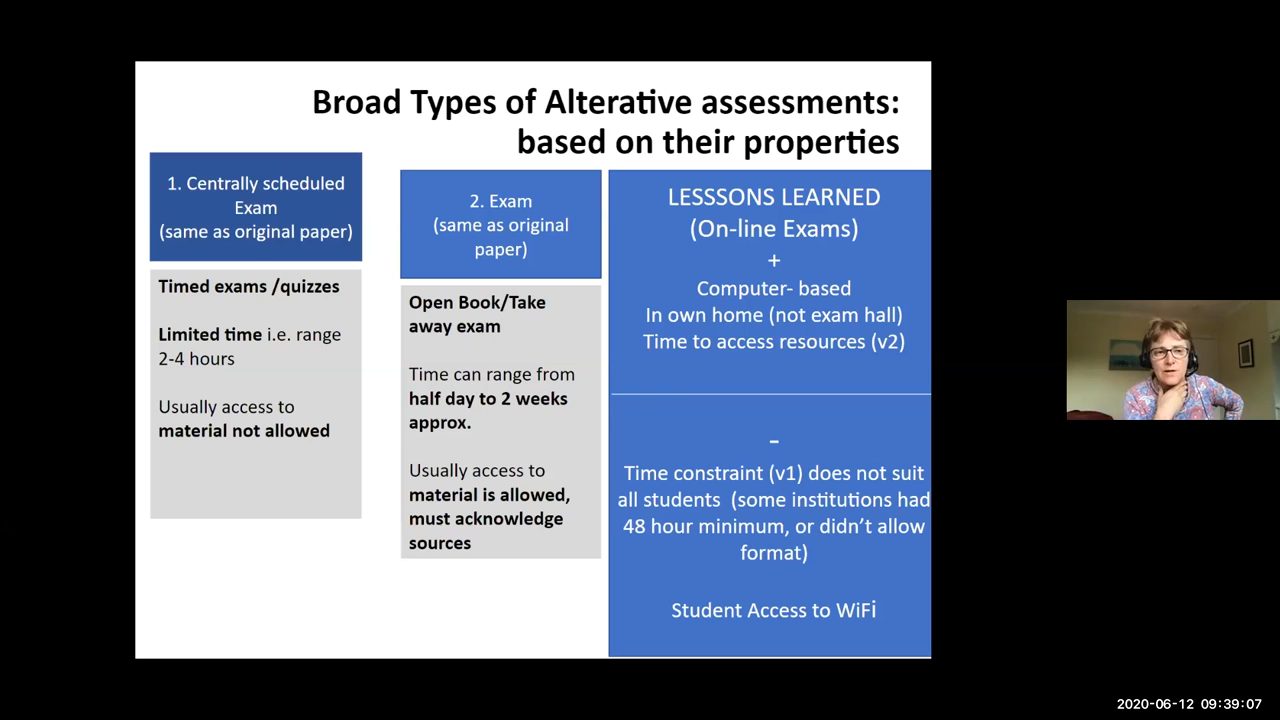 Broad Types of Alterative assessments:
based on their properties
1. Centrally scheduled
Exam
(same as original paper)
Timed exams /quizzes
Limited time i.e. range
2-4 hours
Usually access to
material not allowed
2. Exam
(same as original
paper)
Open Book/Take
away exam
Time can range from
half day to 2 weeks
approx.
Usually access to
material is allowed,
must acknowledge
sources
LESSSONS LEARNED
(On-line Exams)
+
Computer- based
In own home (not exam hall)
Time to access resources (v2)
-
Time constraint (v1) does not suit
all students (some institutions had
48 hour minimum, or didn’t allow
format)
Student Access to WiFi
2020-06-12 09:39:07